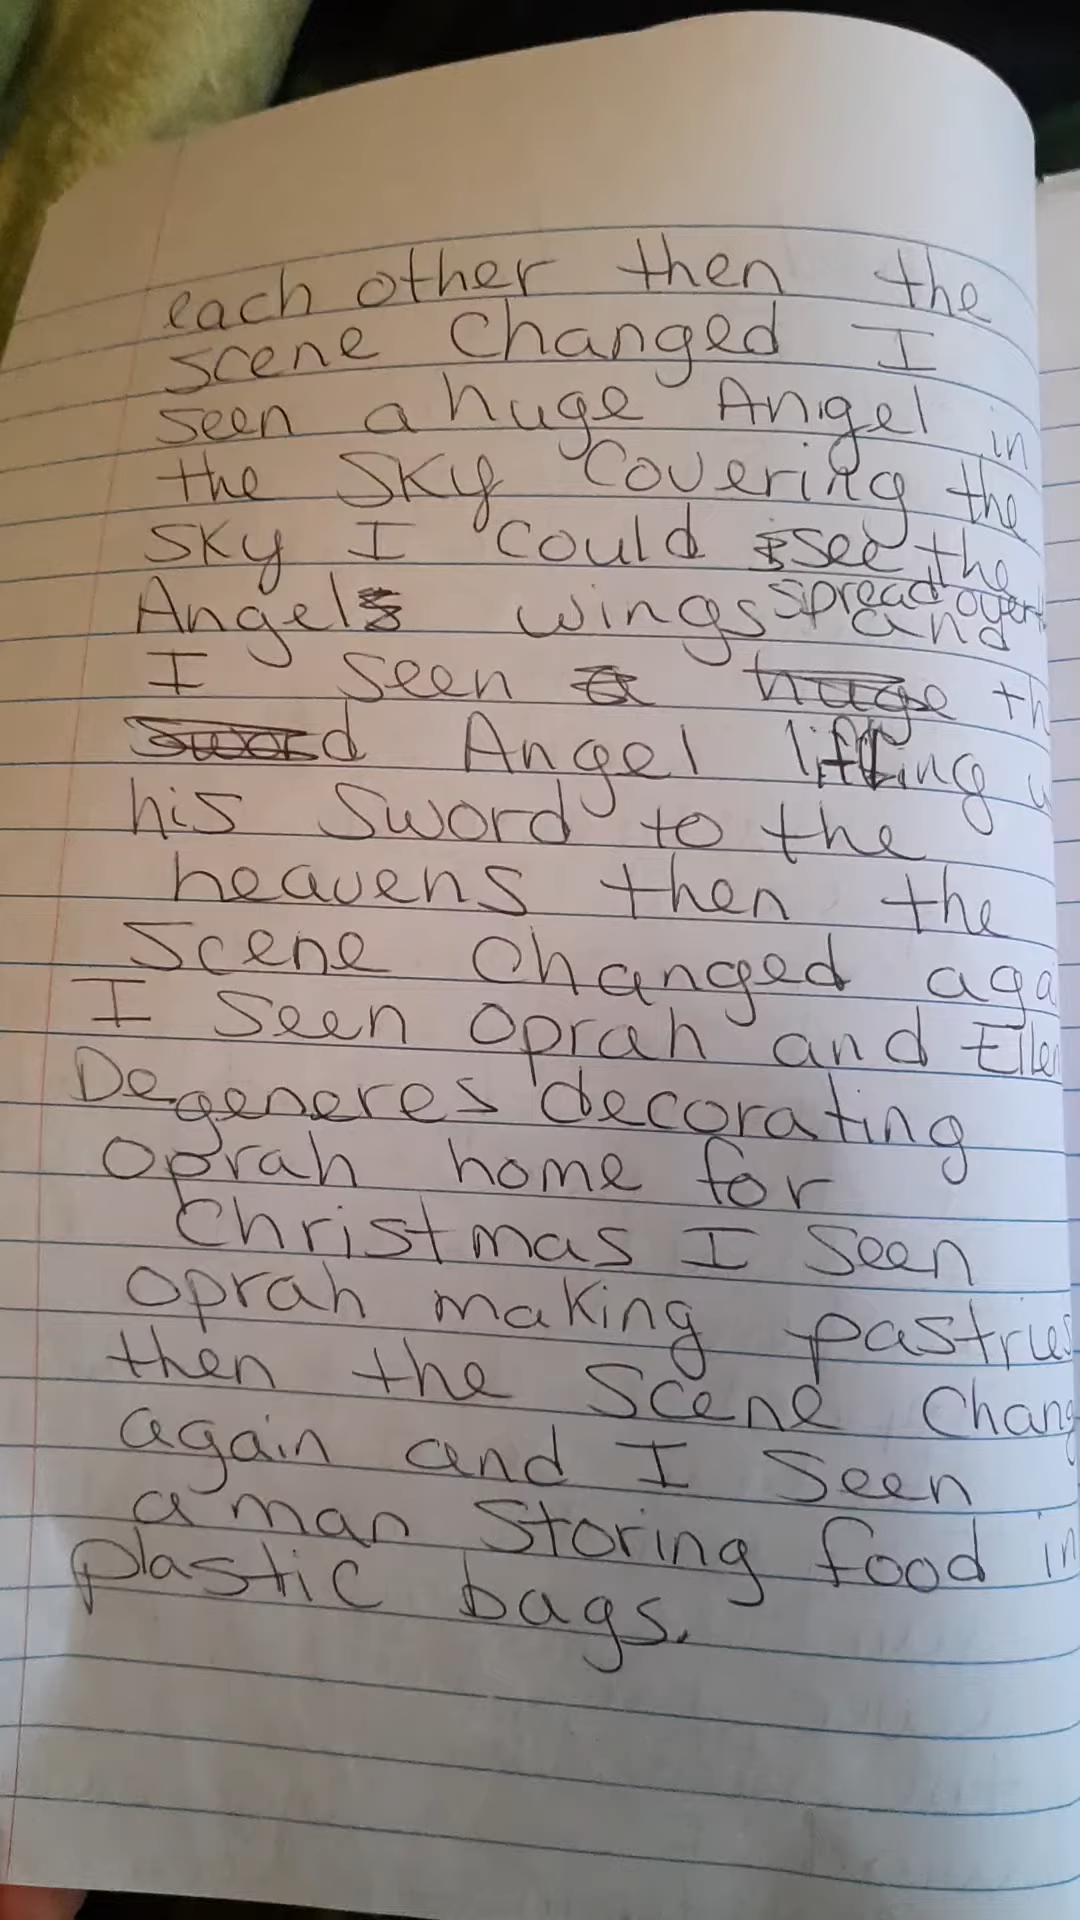 each other then the
scene Changed I
seen a huge Angel in
the Sky Covering the
sky I Could see the
Angels wings spread over
and
I seen
Angel lifting
his Sword to the
heavens then the
Scene Changed
I Seen Oprah and Ellen
Degeneres decorating
Oprah home for
Christmas I Seen
Oprah making pastries
then the Scene
again and I Seen
a man Storing food in
plastic bags.